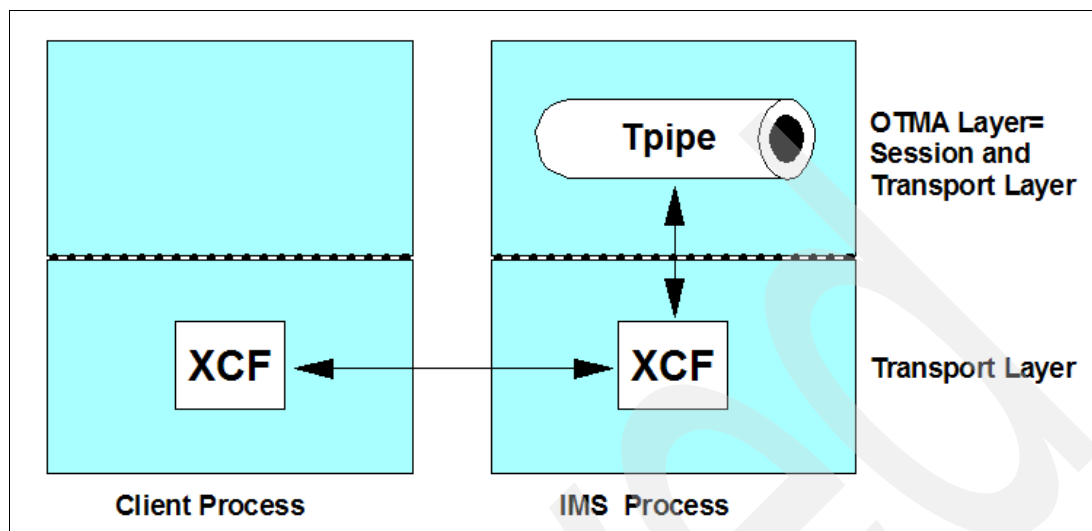 Tpipe
OTMA Layer=
Session and
Transport Layer
XCF
XCF
Transport Layer
Client Process
IMS Process